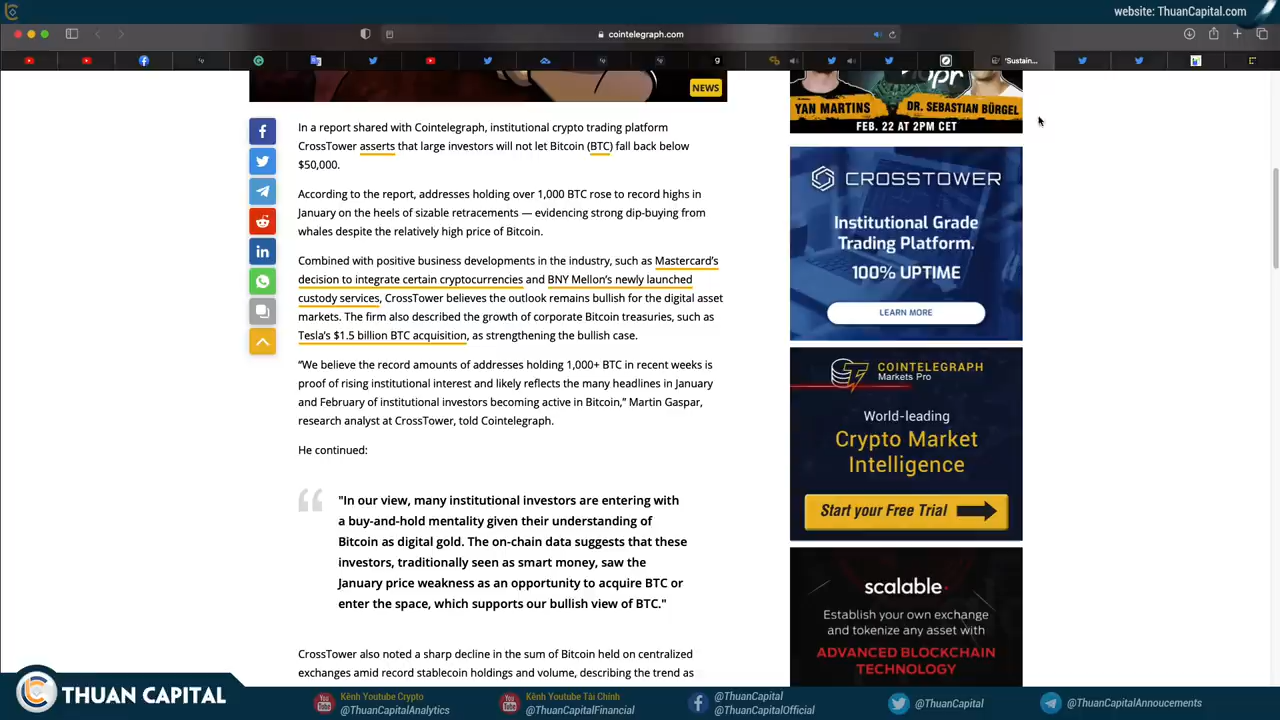 website: ThuanCapital.com
cointelegraph.com
"Sustain...
NEWS
YAN MARTINS
DR. SEBASTIAN BÜRGEL
FEB. 22 AT 2PM CET
In a report shared with Cointelegraph, institutional crypto trading platform
CrossTower asserts that large investors will not let Bitcoin (BTC) fall back below
$50,000.
According to the report, addresses holding over 1,000 BTC rose to record highs in
January on the heels of sizable retracements — evidencing strong dip-buying from
whales despite the relatively high price of Bitcoin.
Combined with positive business developments in the industry, such as Mastercard's
decision to integrate certain cryptocurrencies and BNY Mellon's newly launched
custody services, CrossTower believes the outlook remains bullish for the digital asset
markets. The firm also described the growth of corporate Bitcoin treasuries, such as
Tesla's $1.5 billion BTC acquisition, as strengthening the bullish case.
"We believe the record amounts of addresses holding 1,000+ BTC in recent weeks is
proof of rising institutional interest and likely reflects the many headlines in January
and February of institutional investors becoming active in Bitcoin," Martin Gaspar,
research analyst at CrossTower, told Cointelegraph.
He continued:
"In our view, many institutional investors are entering with
a buy-and-hold mentality given their understanding of
Bitcoin as digital gold. The on-chain data suggests that these
investors, traditionally seen as smart money, saw the
January price weakness as an opportunity to acquire BTC or
enter the space, which supports our bullish view of BTC."
CrossTower also noted a sharp decline in the sum of Bitcoin held on centralized
exchanges amid record stablecoin holdings and volume, describing the trend as
CROSSTOWER
Institutional Grade
Trading Platform.
100% UPTIME
LEARN MORE
COINTELEGRAPH
Markets Pro
World-leading
Crypto Market
Intelligence
Start your Free Trial
scalable
Establish your own exchange
and tokenize any asset with
ADVANCED BLOCKCHAIN
TECHNOLOGY
THUAN CAPITAL
Kênh Youtube Crypto
@ThuanCapitalAnalytics
Kênh Youtube Tài Chính
@ThuanCapitalFinancial
@ThuanCapital
@ThuanCapitalOfficial
@ThuanCapital
@ThuanCapitalAnnoucements